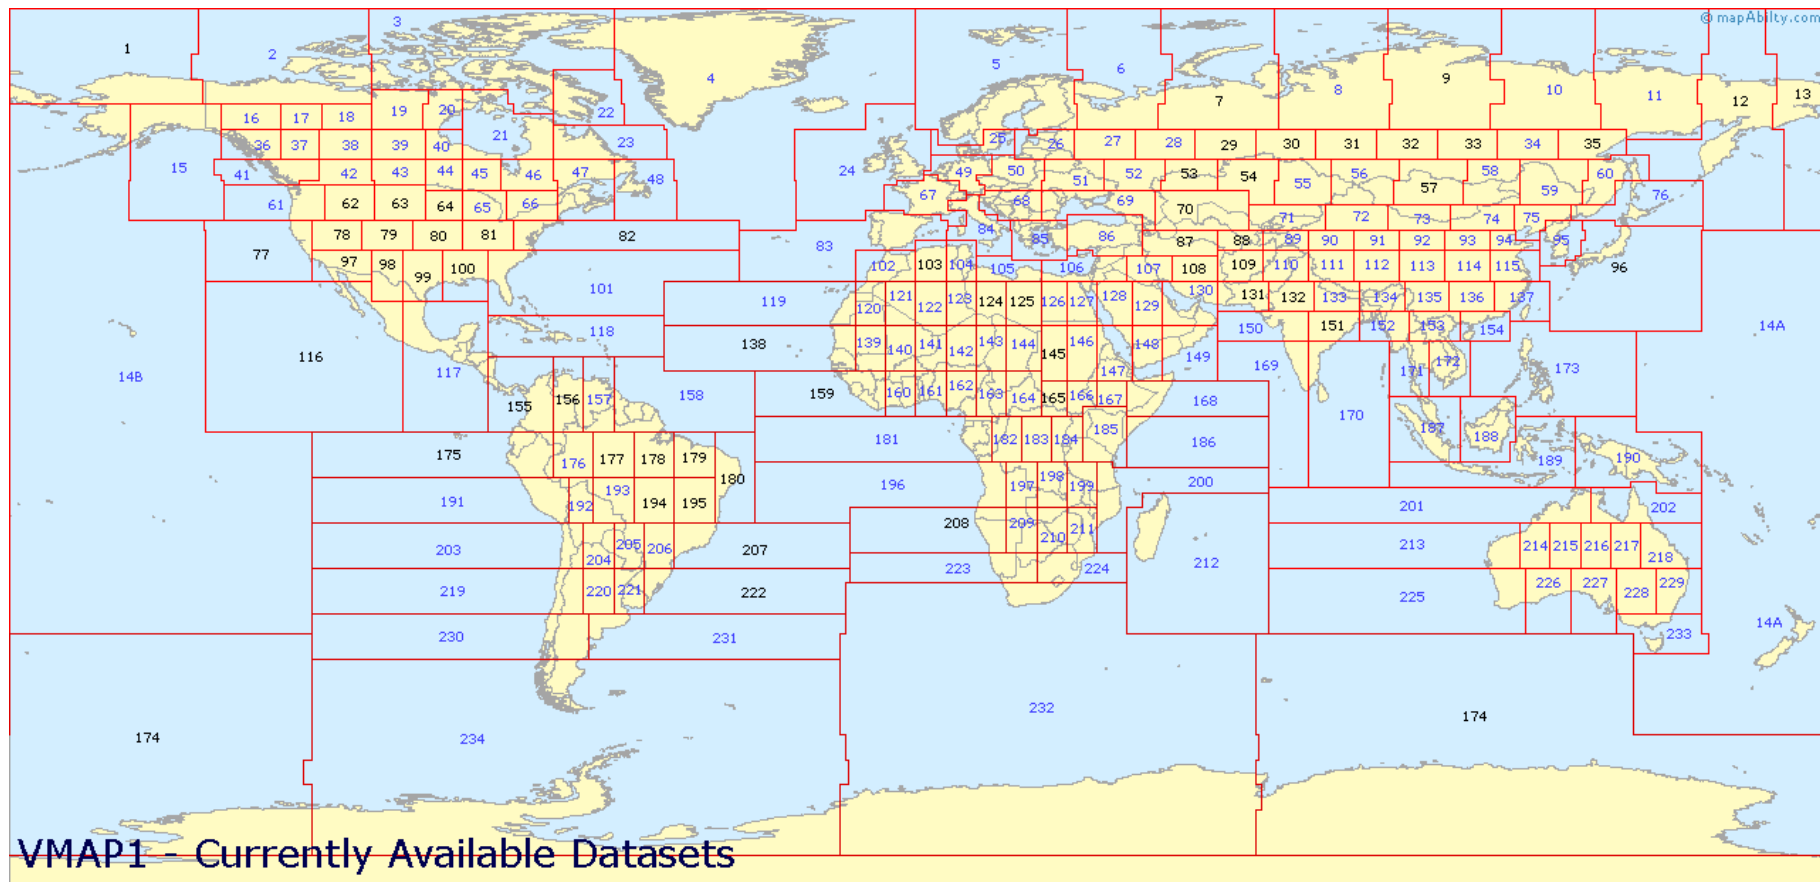 © mapAbilty.com
3
1 2 4 5 6 7 8 9 10 11 12 13
16 17 18 19 20 21 22 23
14A 14B 15 24 25 26 27 28 29 30 31 32 33 34 35
36 37 38 39 40
41 42 43 44 45 46 47 48 49 50 51 52 53 54 55 56 57 58 59 60
61 62 63 64 65 66 67 68 69 70 71 72 73 74 75 76
77 78 79 80 81 82 83 84 85 86 87 88 89 90 91 92 93 94 95 96
97 98 99 100 101 102 103 104 105 106 107 108 109 110 111 112 113 114 115
116 117 118 119 120 121 122 123 124 125 126 127 128 129 130 131 132 133 134 135 136 137
138 139 140 141 142 143 144 145 146 147 148 149 150 151 152 153 154
155 156 157 158 159 160 161 162 163 164 165 166 167 168 169 170 171 172 173
175 176 177 178 179 180 181 182 183 184 185 186 187 188 189 190
191 192 193 194 195 196 197 198 199 200 201 202
203 204 205 206 207 208 209 210 211 212 213 214 215 216 217 218
219 220 221 222 223 224 225 226 227 228 229
230 231 233 14A
174 234 232 174
VMAP1 - Currently Available Datasets